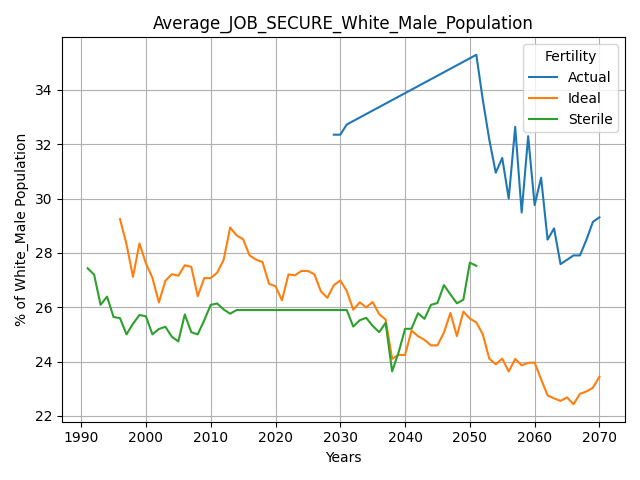 Average_JOB_SECURE_White_Male_Population
% of White_Male Population
34
32
30
28
26
24
22
1990
2000
2010
2020
2030
2040
2050
2060
2070
Years
Fertility
Actual
Ideal
Sterile